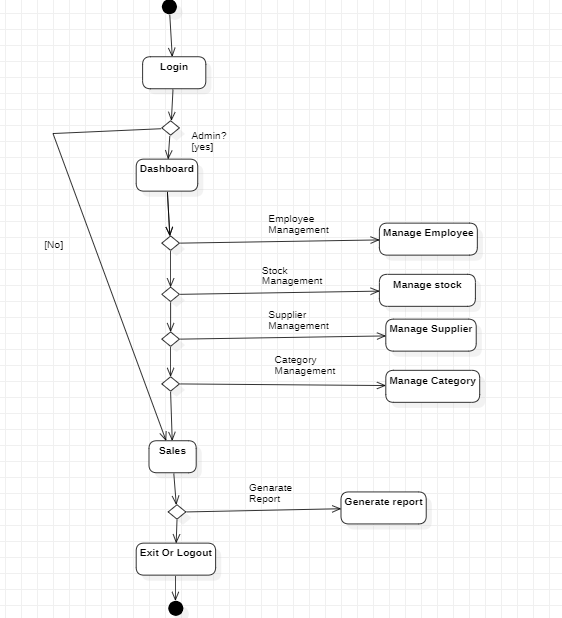 Login
Admin?
[yes]
Dashboard
Employee
Management
Manage Employee
[No]
Stock
Management
Manage stock
Supplier
Management
Manage Supplier
Category
Management
Manage Category
Sales
Genarate
Report
Generate report
Exit Or Logout